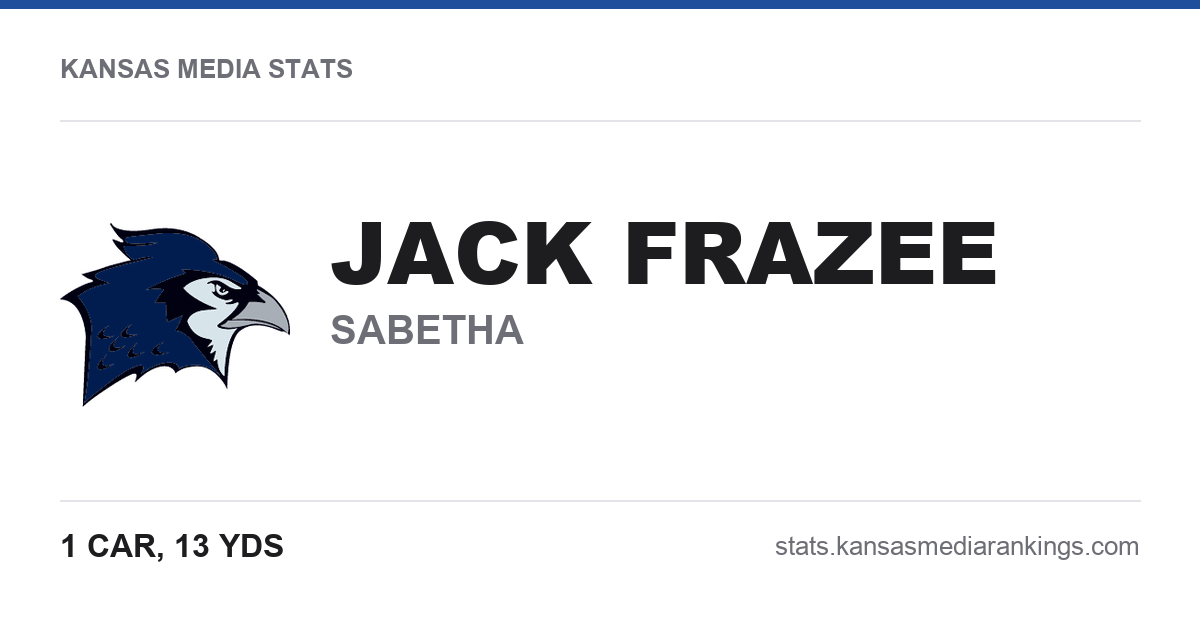 KANSAS MEDIA STATS
JACK FRAZEE
SABETHA
1 CAR, 13 YDS
stats.kansasmediarankings.com